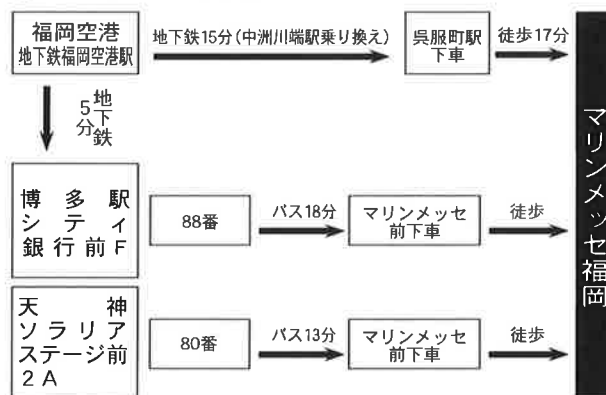 福岡空港
地下鉄福岡空港駅
地下鉄15分(中洲川端駅乗り換え)
呉服町駅
下車
徒歩17分
地下鉄
5分
博多駅
シティ
銀行前F
88番
バス18分
マリンメッセ
前下車
徒歩
天神
ソラリア
ステージ前
2A
80番
バス13分
マリンメッセ
前下車
徒歩
マリンメッセ福岡